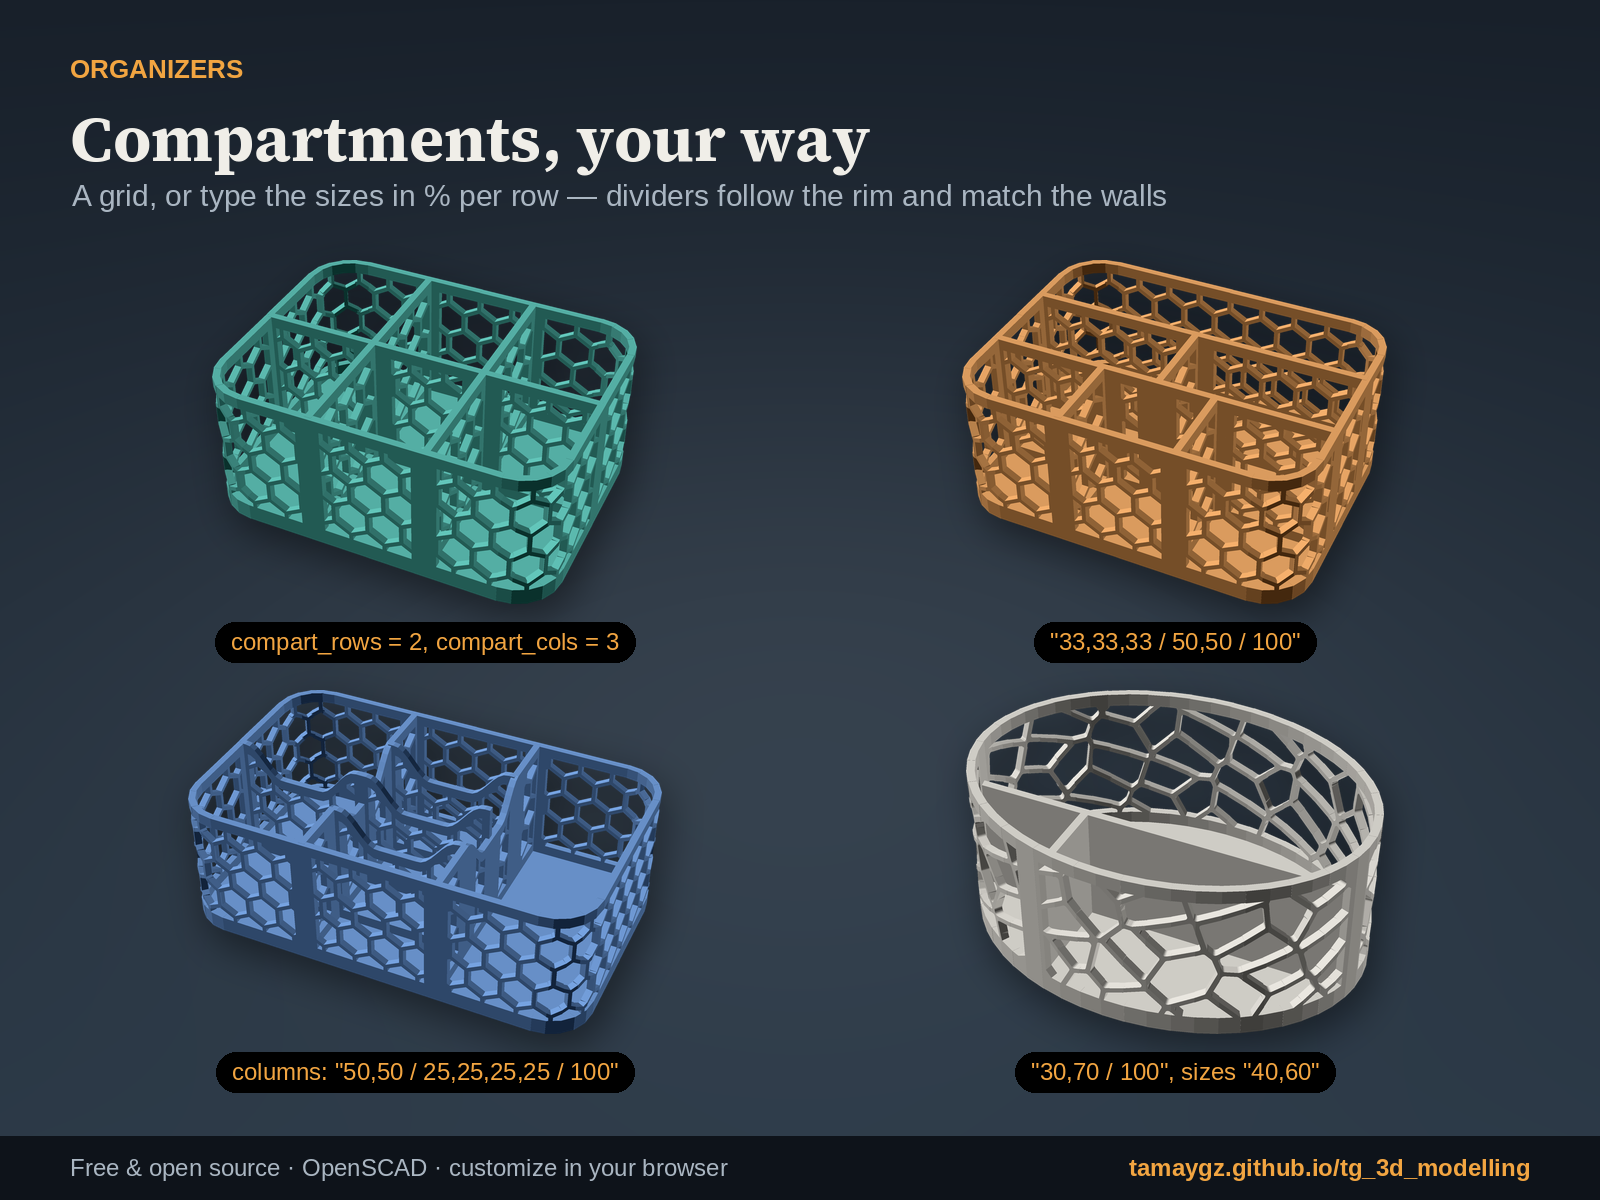 ORGANIZERS
Compartments, your way
A grid, or type the sizes in % per row — dividers follow the rim and match the walls
compart_rows = 2, compart_cols = 3
"33,33,33 / 50,50 / 100"
columns: "50,50 / 25,25,25,25 / 100"
"30,70 / 100", sizes "40,60"
Free & open source · OpenSCAD · customize in your browser
tamaygz.github.io/tg_3d_modelling